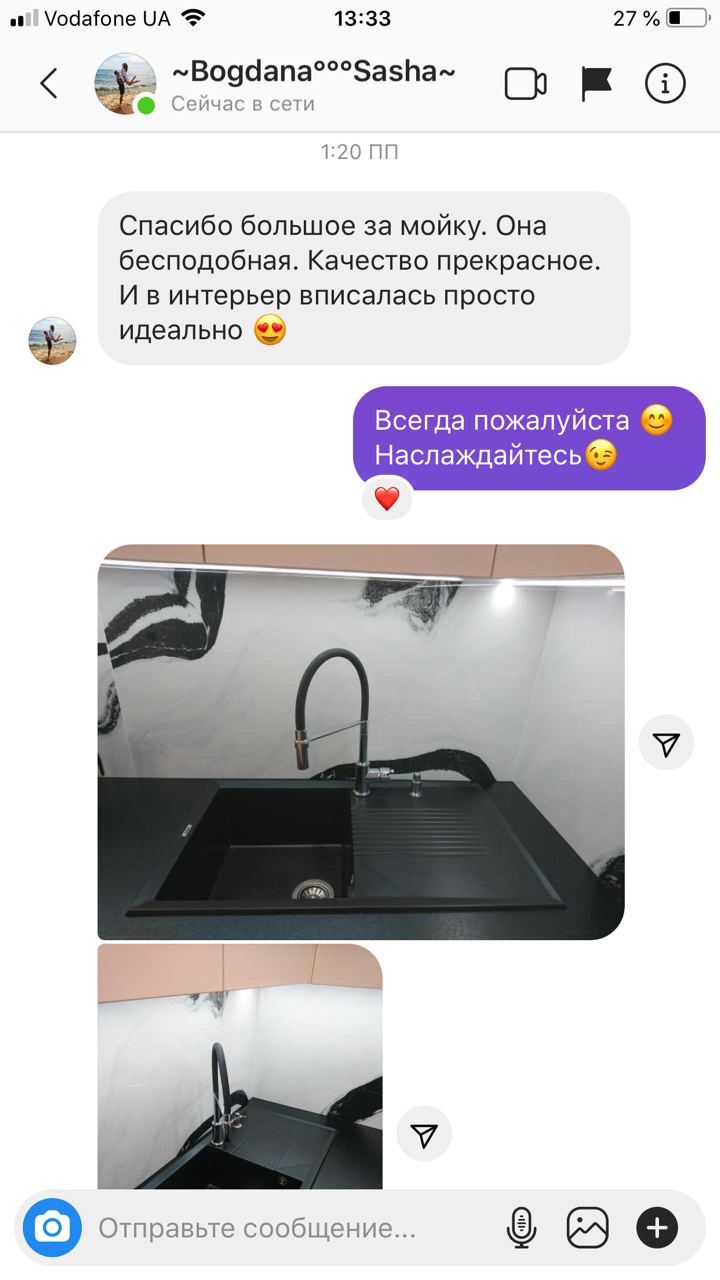 Vodafone UA
13:33
27 %
~Bogdana°°°Sasha~
Сейчас в сети
1:20 ПП
Спасибо большое за мойку. Она
бесподобная. Качество прекрасное.
И в интерьер вписалась просто
идеально 😍
Всегда пожалуйста 😊
Наслаждайтесь😉
Отправьте сообщение...